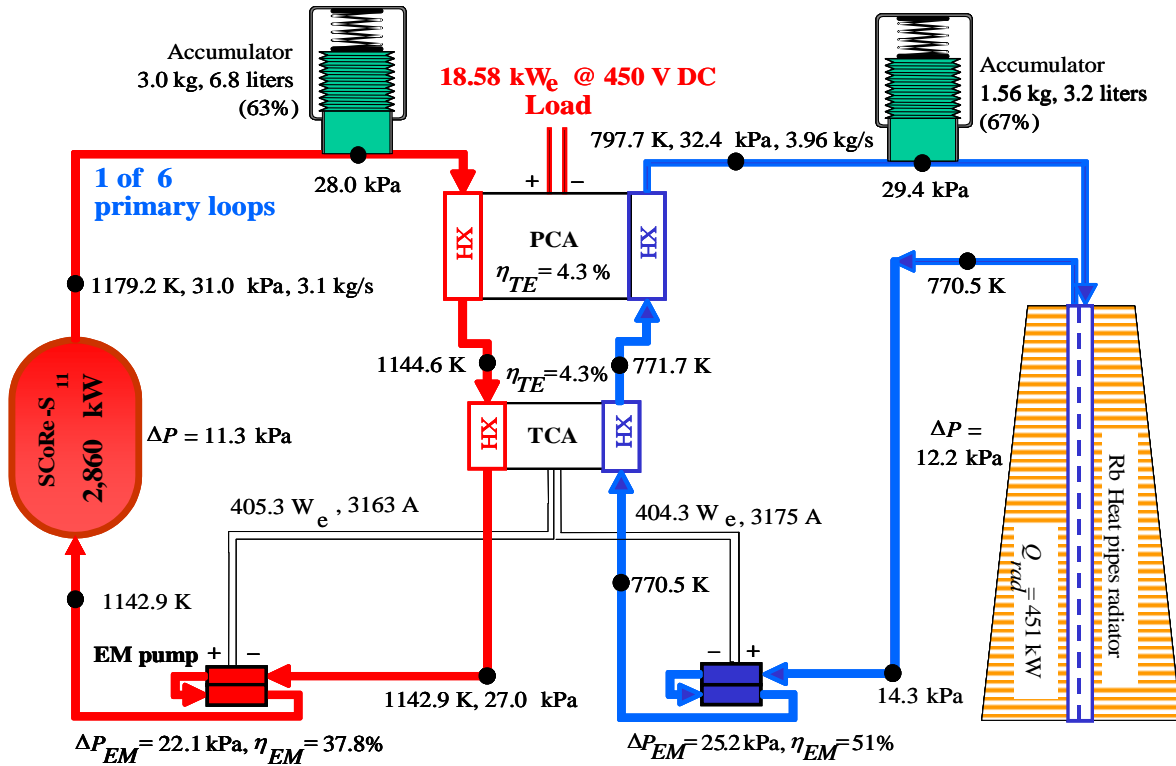 Accumulator
3.0 kg, 6.8 liters
(63%)
18.58 kWe @ 450 V DC
Load
Accumulator
1.56 kg, 3.2 liters
(67%)
797.7 K, 32.4 kPa, 3.96 kg/s
28.0 kPa
29.4 kPa
1 of 6
primary loops
+ −
HX
PCA
ηTE = 4.3 %
HX
1179.2 K, 31.0 kPa, 3.1 kg/s
770.5 K
1144.6 K
ηTE = 4.3%
771.7 K
SCoRe-S11
2,860 kW
ΔP = 11.3 kPa
HX
TCA
HX
ΔP =
12.2 kPa
Rb Heat pipes radiator
Qrad = 451 kW
405.3 We, 3163 A
404.3 We, 3175 A
1142.9 K
770.5 K
EM pump
+ −
− +
1142.9 K, 27.0 kPa
14.3 kPa
ΔPEM = 22.1 kPa, ηEM = 37.8%
ΔPEM = 25.2 kPa, ηEM = 51%